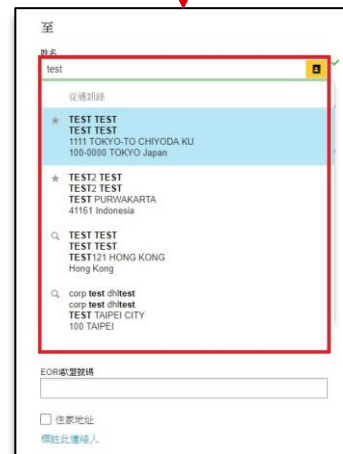 至
姓名
test
從通訊錄
TEST TEST
TEST TEST
1111 TOKYO-TO CHIYODA KU
100-0000 TOKYO Japan
TEST2 TEST
TEST2 TEST
TEST PURWAKARTA
41161 Indonesia
TEST TEST
TEST TEST
TEST121 HONG KONG
Hong Kong
corp test dhltest
corp test dhltest
TEST TAIPEI CITY
100 TAIPEI
EORI歐盟號碼
住家地址
標註此連絡人